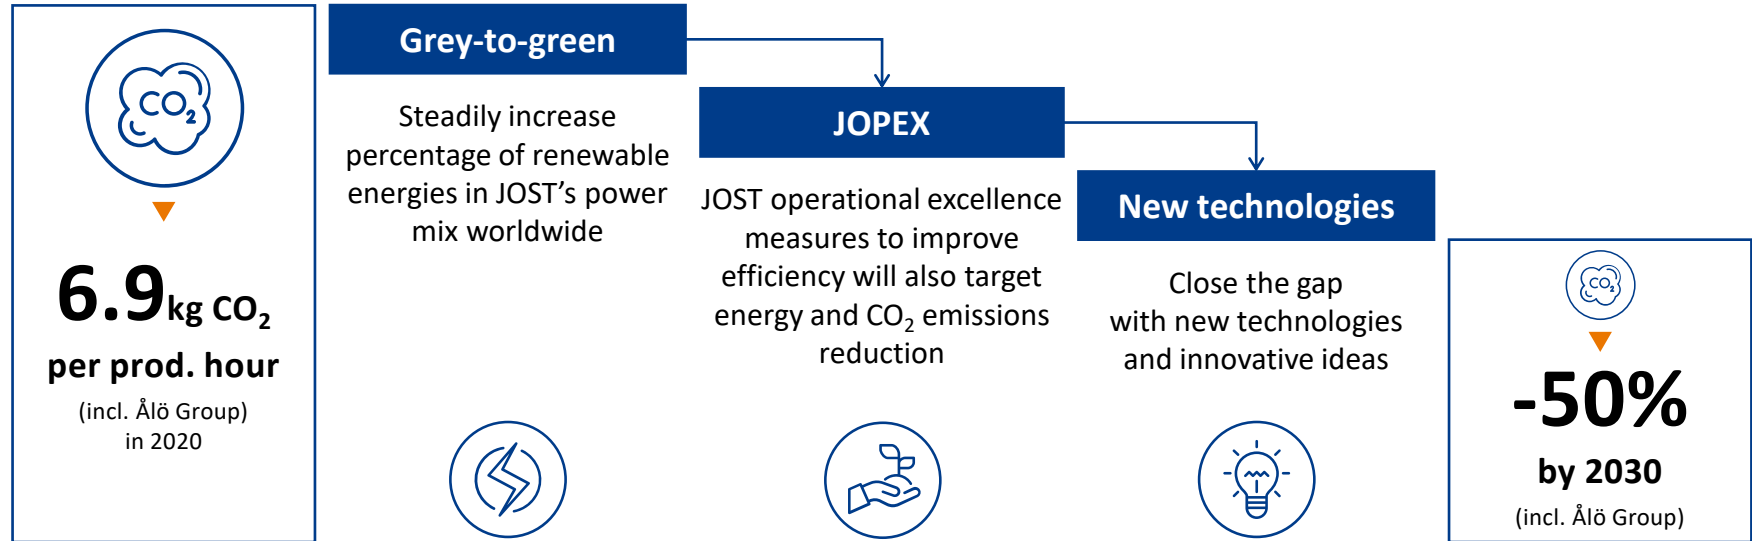 CO₂
6.9 kg CO₂
per prod. hour
(incl. Ålö Group)
in 2020
Grey-to-green
Steadily increase
percentage of renewable
energies in JOST’s power
mix worldwide
JOPEX
JOST operational excellence
measures to improve
efficiency will also target
energy and CO₂ emissions
reduction
New technologies
Close the gap
with new technologies
and innovative ideas
CO₂
-50%
by 2030
(incl. Ålö Group)